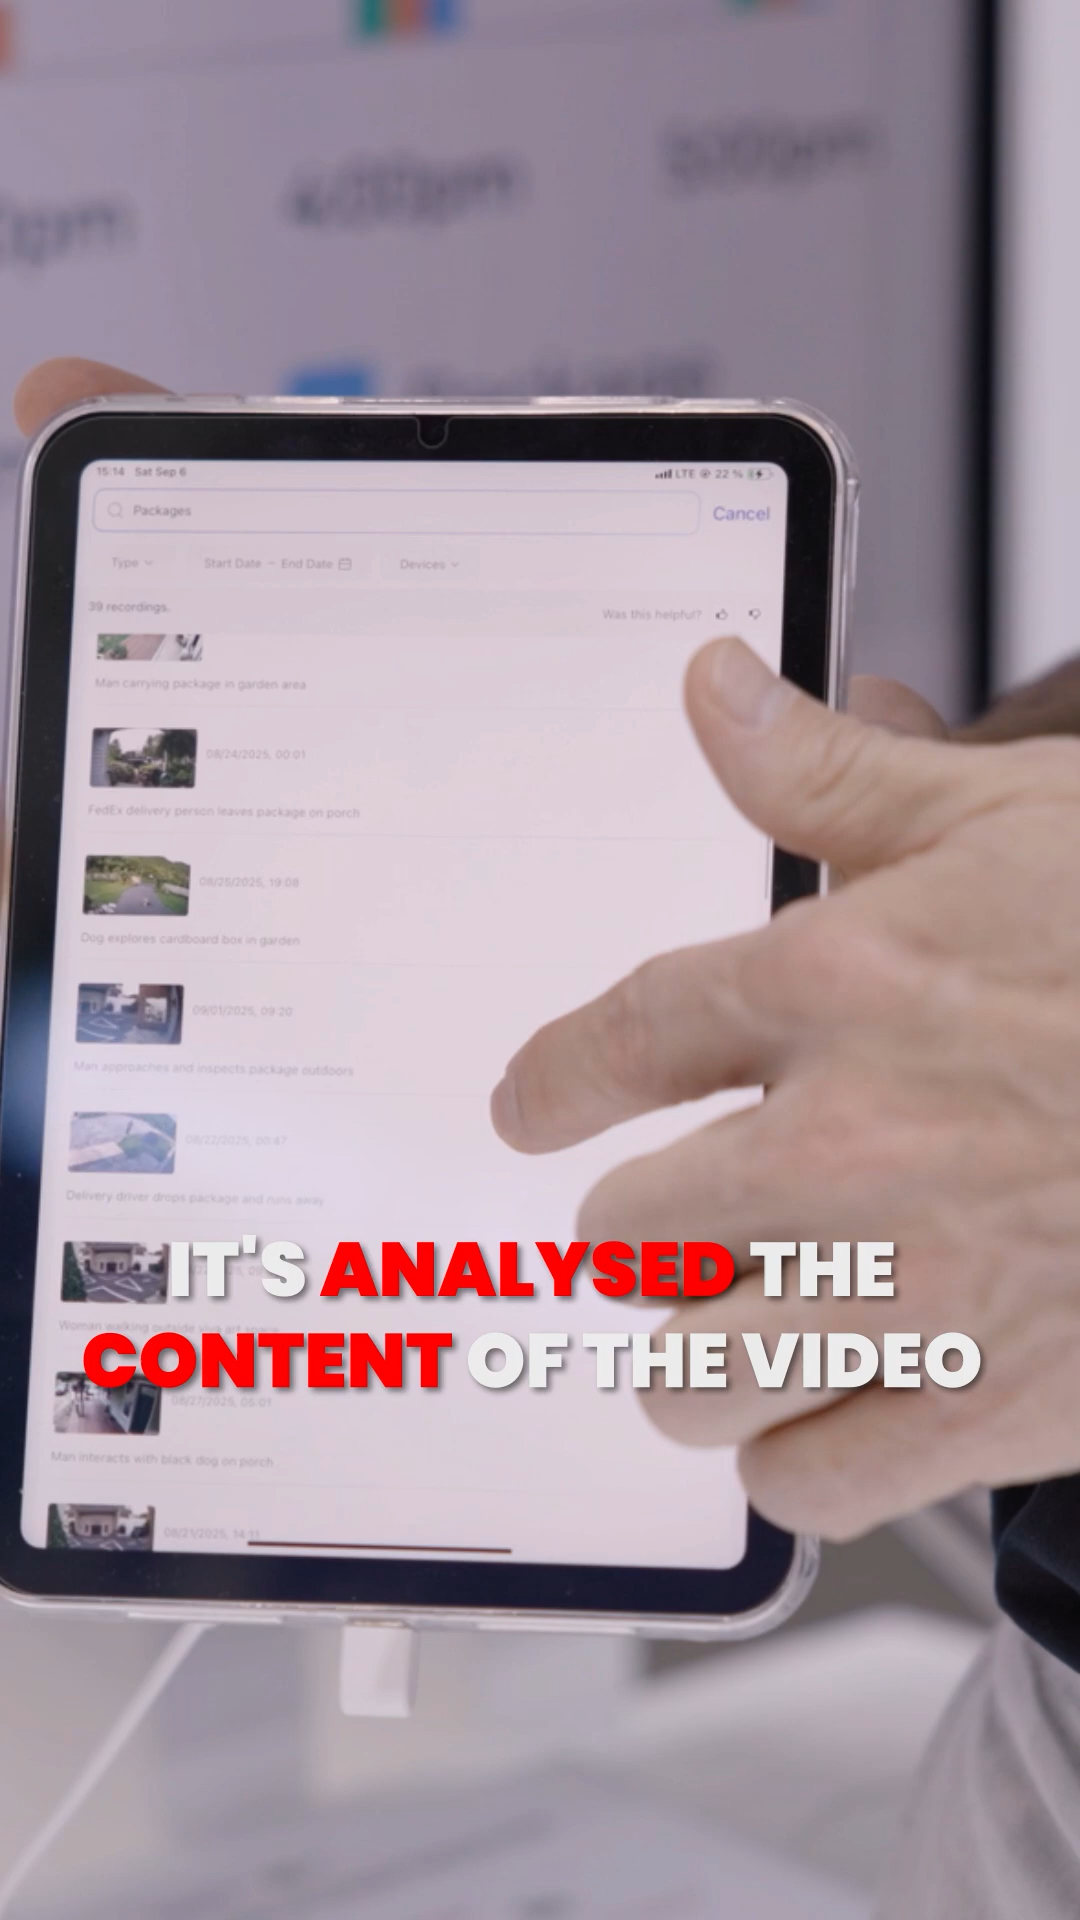 4:00pm
15:14 Sat Sep 6
LTE 22 %
Packages
Cancel
Type
Start Date – End Date
Devices
39 recordings.
Was this helpful?
Man carrying package in garden area
08/24/2025, 00:01
FedEx delivery person leaves package on porch
08/25/2025, 19:08
Dog explores cardboard box in garden
09/01/2025, 09:20
Man approaches and inspects package outdoors
08/22/2025, 00:47
Delivery driver drops package and runs away
IT'S ANALYSED THE
Woman walking outside
CONTENT OF THE VIDEO
08/27/2025, 05:01
Man interacts with black dog on porch
08/21/2025, 14:11